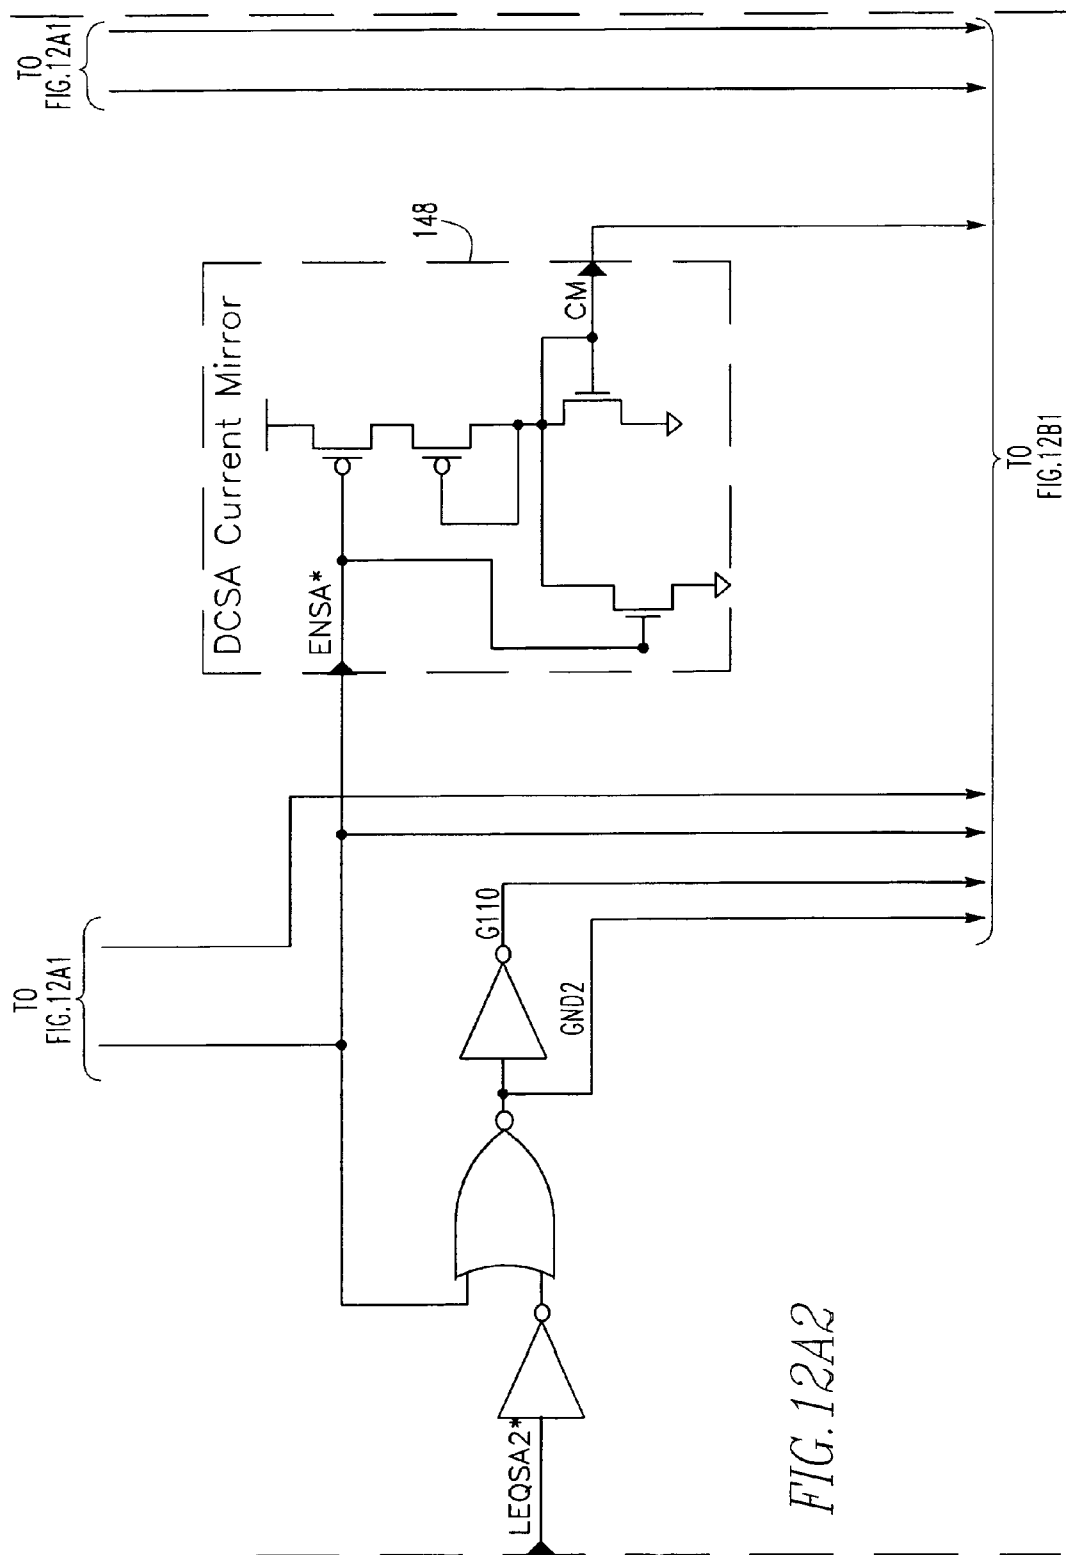 TO
FIG.12A1
TO
FIG.12A1
148
DCSA Current Mirror
ENSA*
CM
G110
GND2
LEQSA2*
TO
FIG.12B1
FIG.12A2